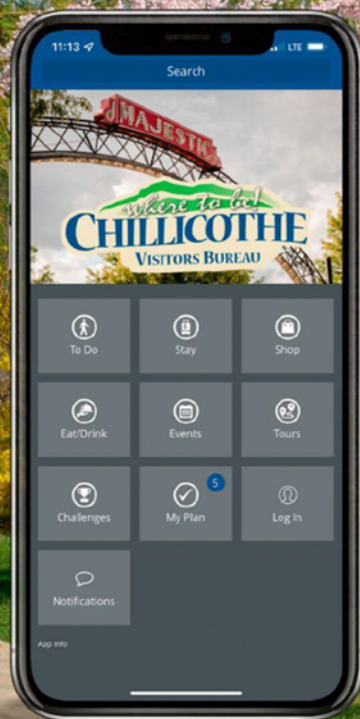 11:13
LTE
Search
MAJESTIC
where to be!
CHILLICOTHE
VISITORS BUREAU
To Do
Stay
Shop
Eat/Drink
Events
Tours
Challenges
5
My Plan
Log In
Notifications
App Info